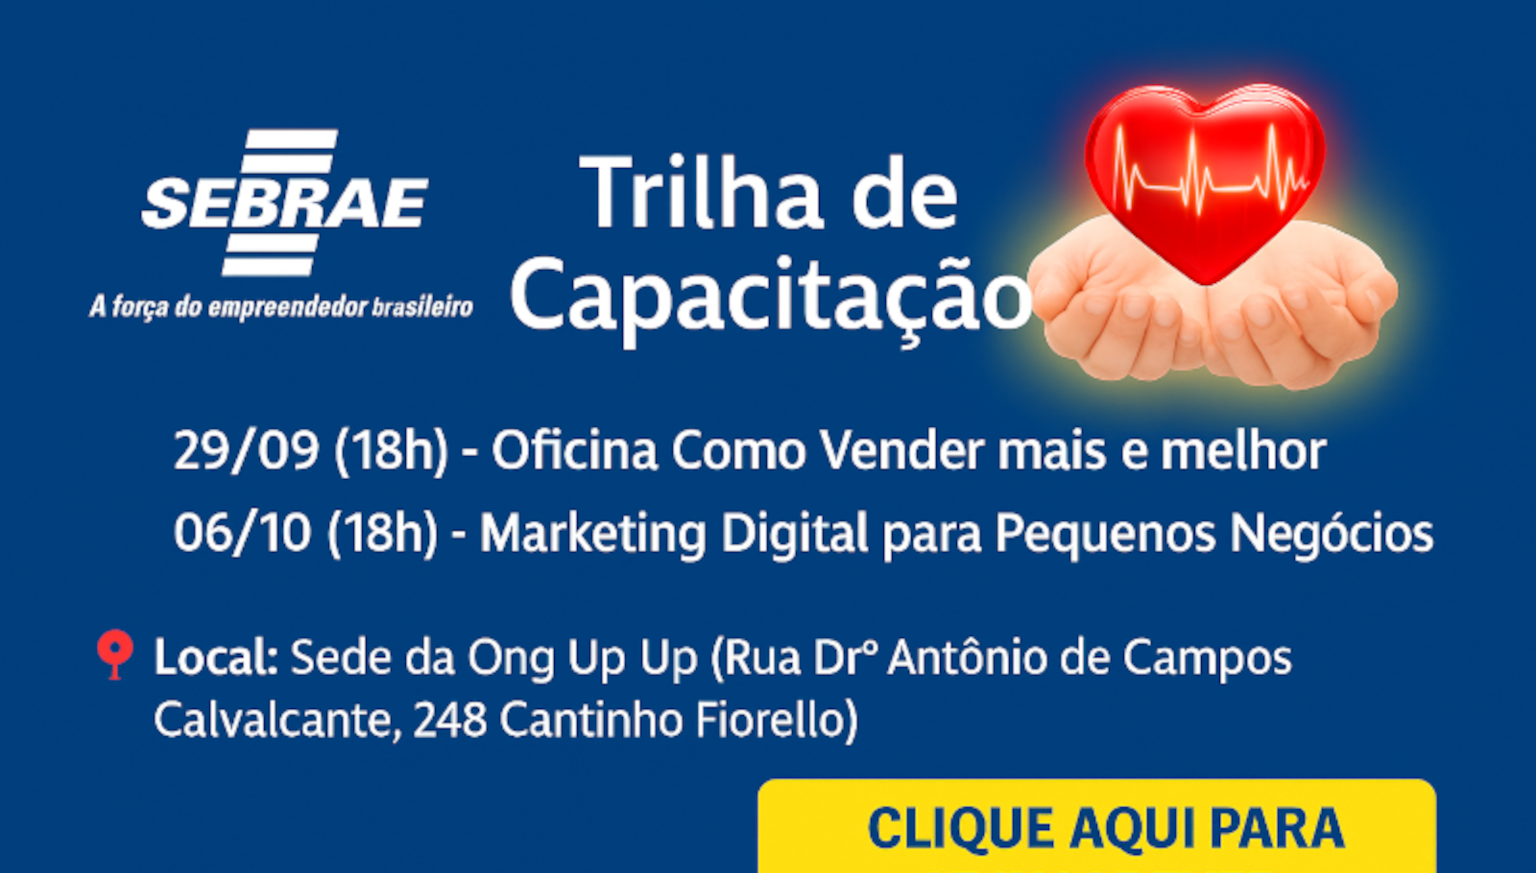 SEBRAE
A força do empreendedor brasileiro
Trilha de
Capacitação
29/09 (18h) - Oficina Como Vender mais e melhor
06/10 (18h) - Marketing Digital para Pequenos Negócios
Local: Sede da Ong Up Up (Rua Drº Antônio de Campos
Calvalcante, 248 Cantinho Fiorello)
CLIQUE AQUI PARA